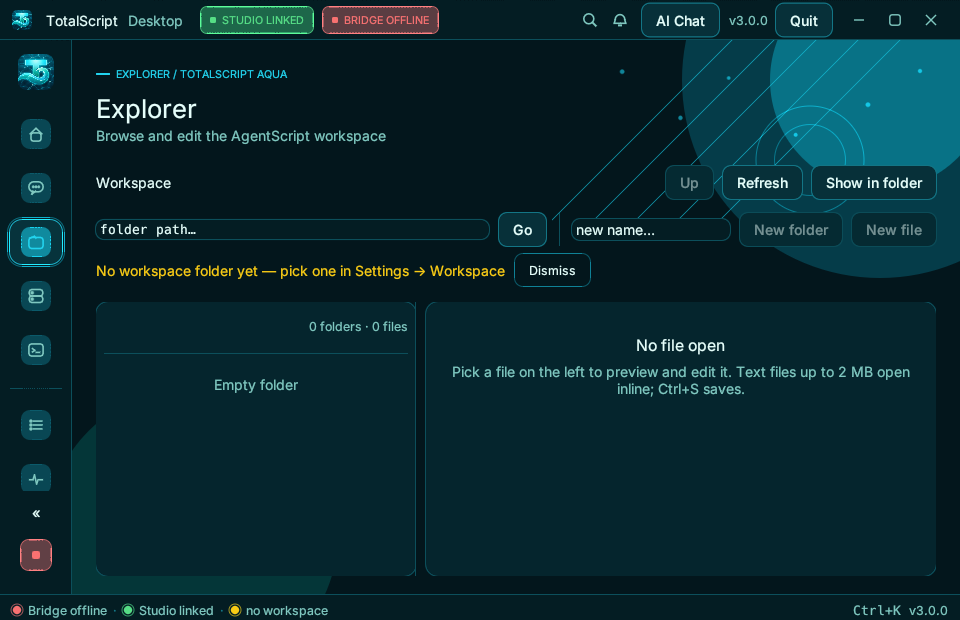 TotalScript Desktop STUDIO LINKED BRIDGE OFFLINE AI Chat v3.0.0 Quit
EXPLORER / TOTALSCRIPT AQUA
Explorer
Browse and edit the AgentScript workspace
Workspace Up Refresh Show in folder
folder path… Go new name... New folder New file
No workspace folder yet — pick one in Settings → Workspace Dismiss
0 folders · 0 files
Empty folder
No file open
Pick a file on the left to preview and edit it. Text files up to 2 MB open
inline; Ctrl+S saves.
«
Bridge offline · Studio linked · no workspace Ctrl+K v3.0.0